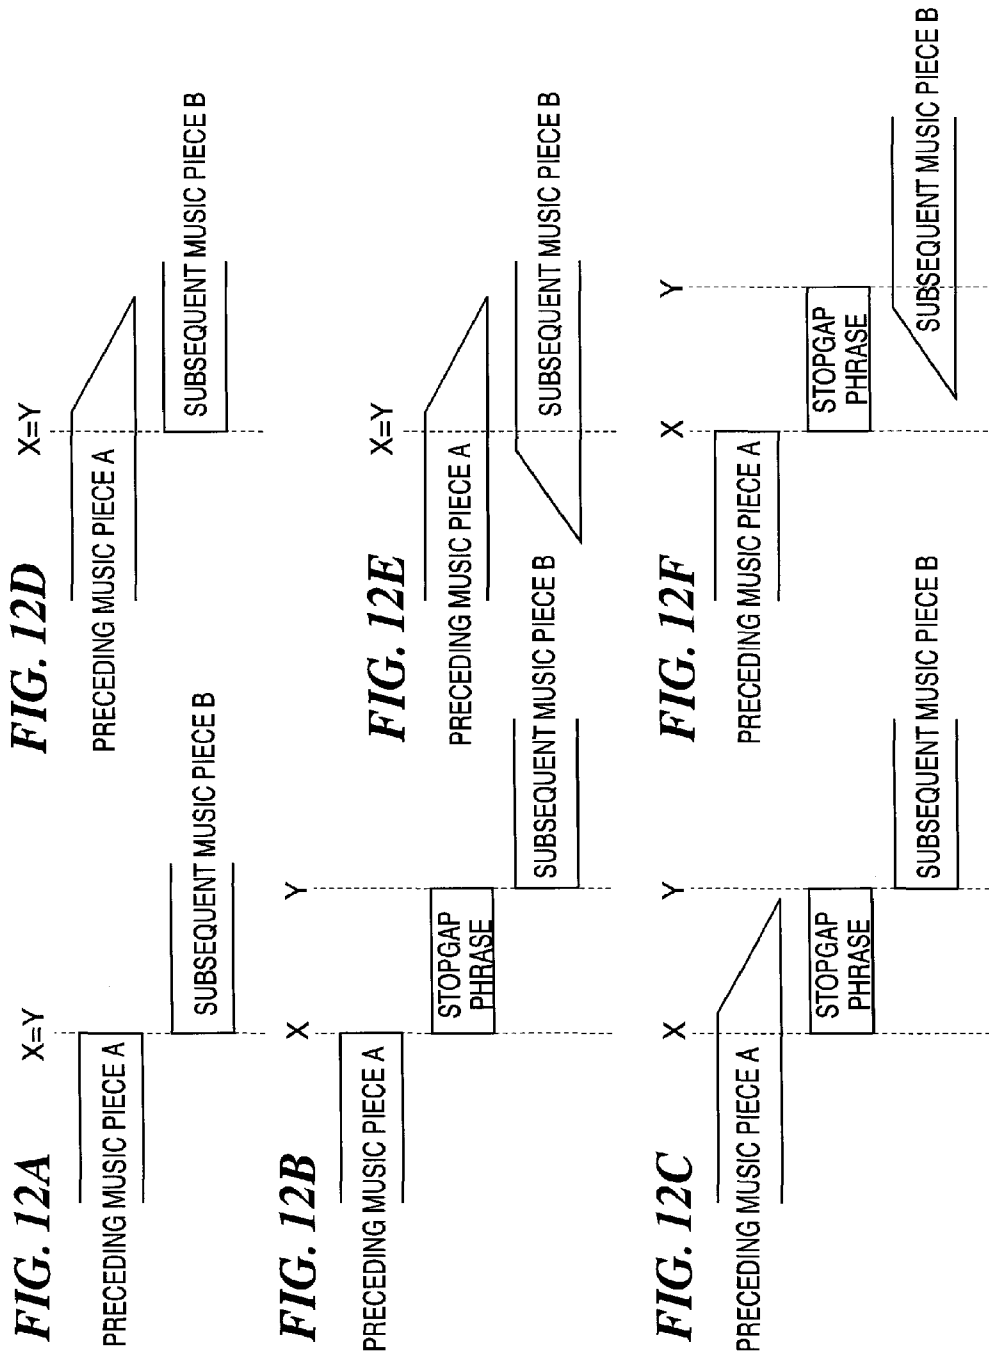 FIG. 12A
X=Y
PRECEDING MUSIC PIECE A
SUBSEQUENT MUSIC PIECE B
FIG. 12B
X
Y
PRECEDING MUSIC PIECE A
STOPGAP
PHRASE
SUBSEQUENT MUSIC PIECE B
FIG. 12C
X
Y
PRECEDING MUSIC PIECE A
STOPGAP
PHRASE
SUBSEQUENT MUSIC PIECE B
FIG. 12D
X=Y
PRECEDING MUSIC PIECE A
SUBSEQUENT MUSIC PIECE B
FIG. 12E
X=Y
PRECEDING MUSIC PIECE A
SUBSEQUENT MUSIC PIECE B
FIG. 12F
X
Y
PRECEDING MUSIC PIECE A
STOPGAP
PHRASE
SUBSEQUENT MUSIC PIECE B